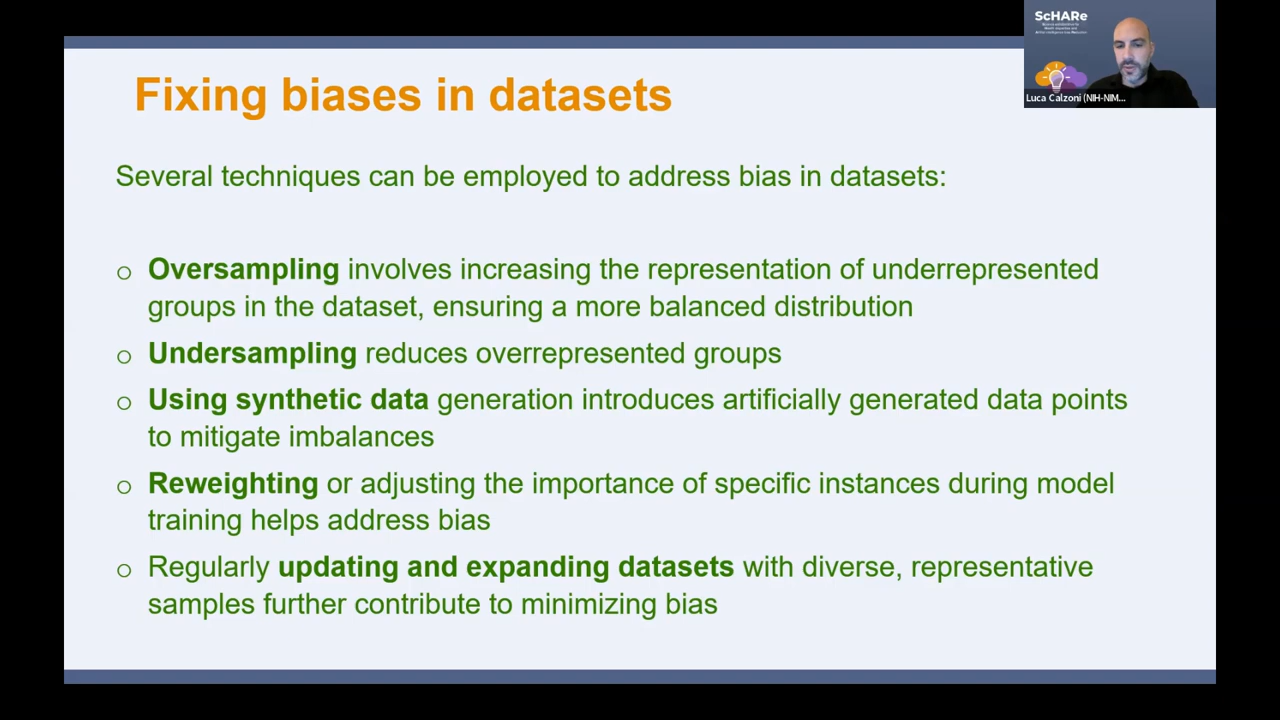 ScHARe
Fixing biases in datasets
Luca Calzoni (NIH-NIM...
Several techniques can be employed to address bias in datasets:
o Oversampling involves increasing the representation of underrepresented
groups in the dataset, ensuring a more balanced distribution
o Undersampling reduces overrepresented groups
o Using synthetic data generation introduces artificially generated data points
to mitigate imbalances
o Reweighting or adjusting the importance of specific instances during model
training helps address bias
o Regularly updating and expanding datasets with diverse, representative
samples further contribute to minimizing bias